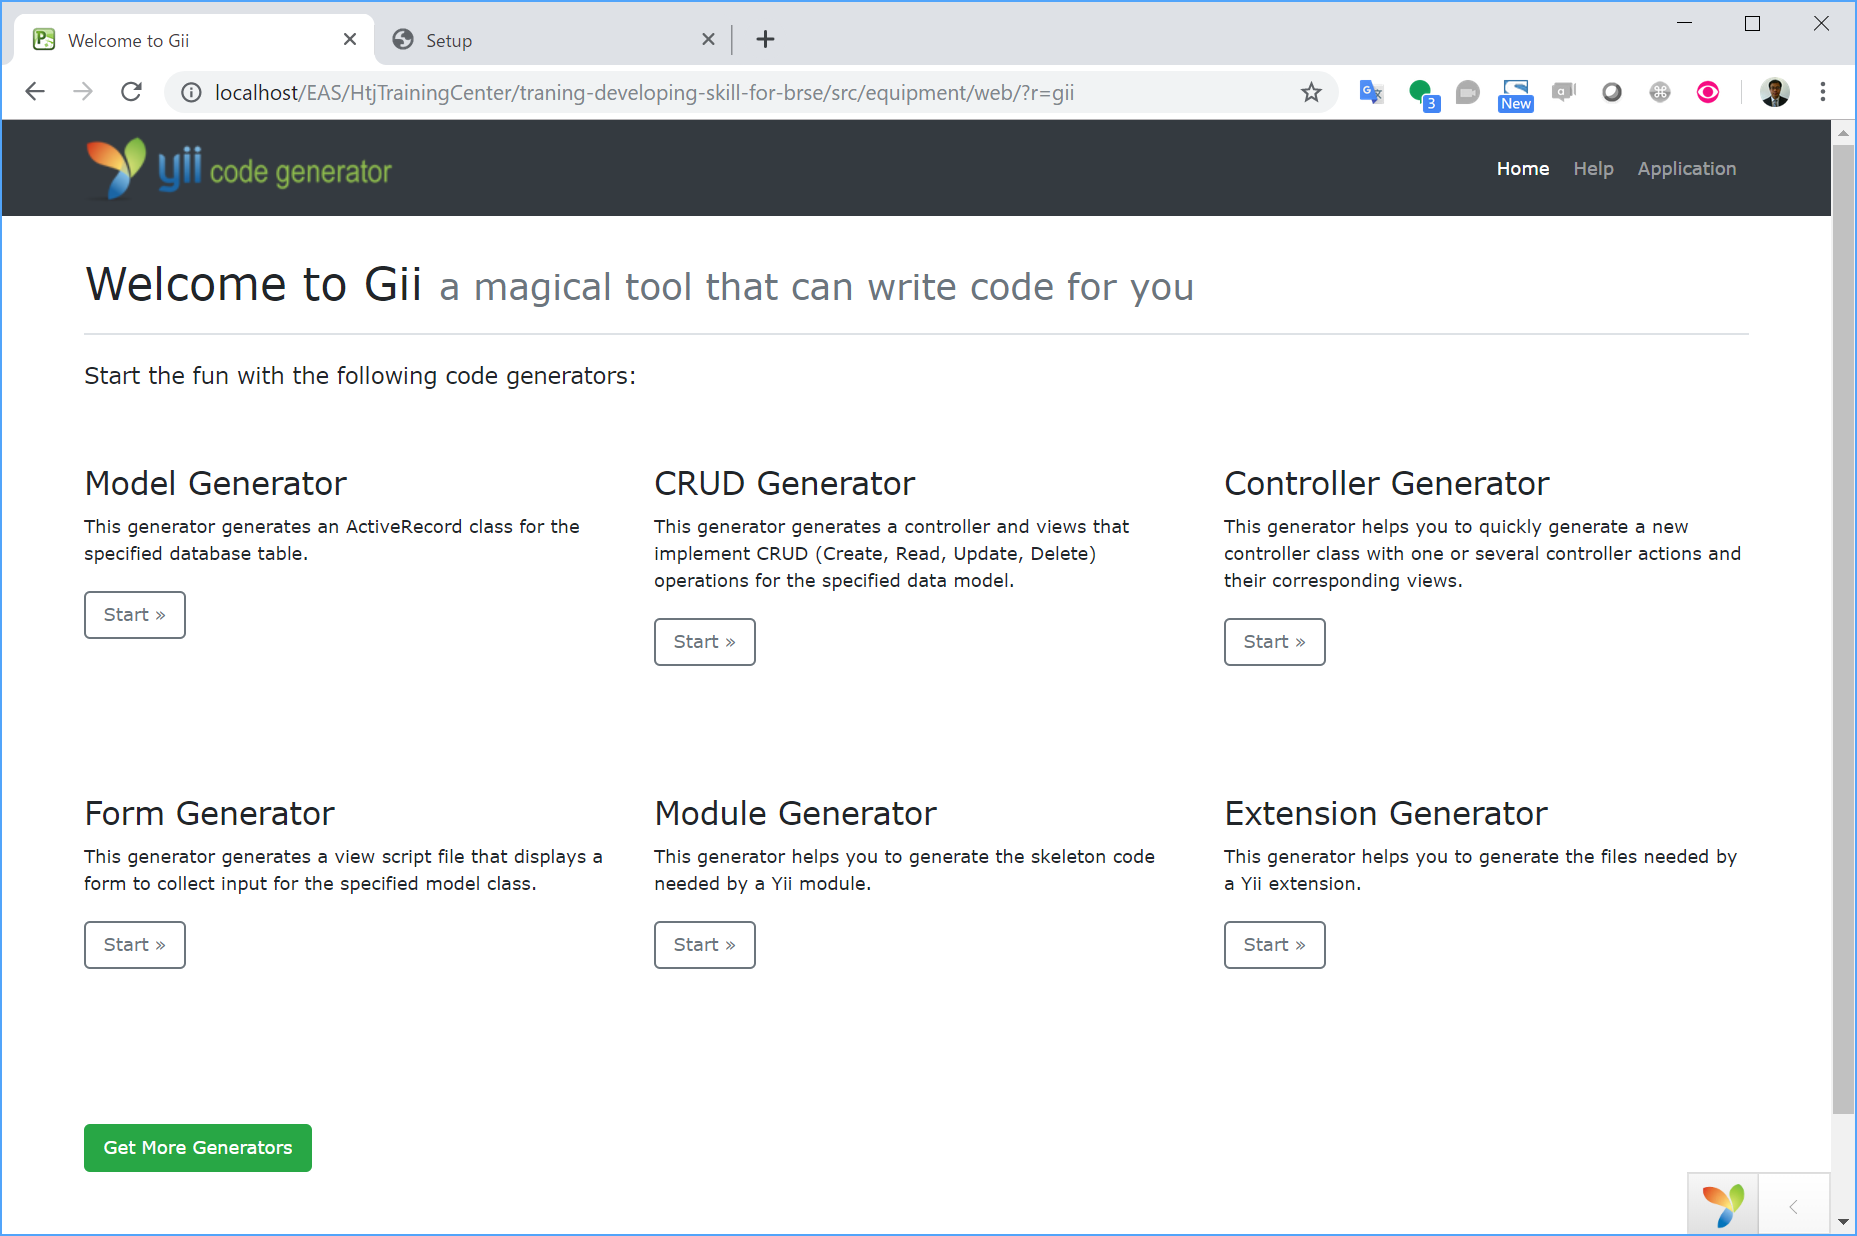 Welcome to Gii
Setup
localhost/EAS/HtjTrainingCenter/traning-developing-skill-for-brse/src/equipment/web/?r=gii
3
New
yii code generator
Home Help Application
Welcome to Gii a magical tool that can write code for you
Start the fun with the following code generators:
Model Generator
This generator generates an ActiveRecord class for the
specified database table.
Start »
CRUD Generator
This generator generates a controller and views that
implement CRUD (Create, Read, Update, Delete)
operations for the specified data model.
Start »
Controller Generator
This generator helps you to quickly generate a new
controller class with one or several controller actions and
their corresponding views.
Start »
Form Generator
This generator generates a view script file that displays a
form to collect input for the specified model class.
Start »
Module Generator
This generator helps you to generate the skeleton code
needed by a Yii module.
Start »
Extension Generator
This generator helps you to generate the files needed by
a Yii extension.
Start »
Get More Generators